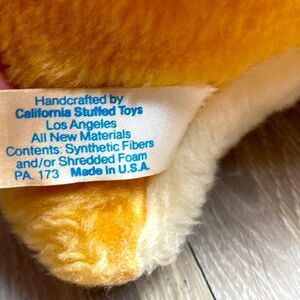 Handcrafted by
California Stuffed Toys
Los Angeles
All New Materials
Contents: Synthetic Fibers
and/or Shredded Foam
PA. 173 Made in U.S.A.